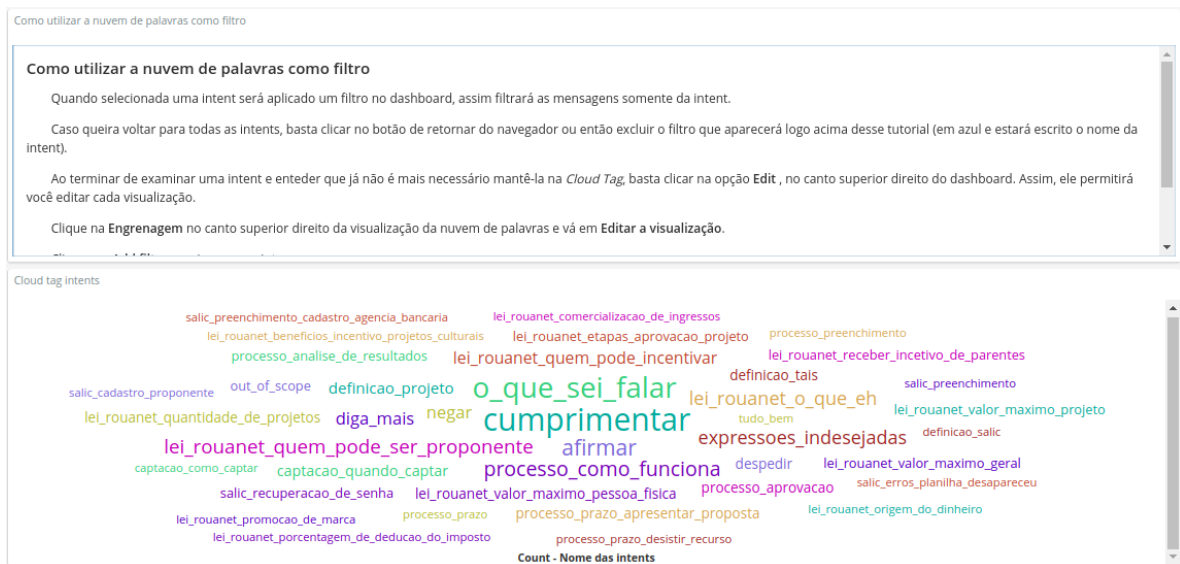 Como utilizar a nuvem de palavras como filtro
Como utilizar a nuvem de palavras como filtro
Quando selecionada uma intent será aplicado um filtro no dashboard, assim filtrará as mensagens somente da intent.
Caso queira voltar para todas as intents, basta clicar no botão de retornar do navegador ou então excluir o filtro que aparecerá logo acima desse tutorial (em azul e estará escrito o nome da
intent).
Ao terminar de examinar uma intent e enteder que já não é mais necessário mantê-la na Cloud Tag, basta clicar na opção Edit , no canto superior direito do dashboard. Assim, ele permitirá
você editar cada visualização.
Clique na Engrenagem no canto superior direito da visualização da nuvem de palavras e vá em Editar a visualização.
Cloud tag intents
salic_preenchimento_cadastro_agencia_bancaria lei_rouanet_comercializacao_de_ingressos
lei_rouanet_beneficios_incentivo_projetos_culturais lei_rouanet_etapas_aprovacao_projeto processo_preenchimento
processo_analise_de_resultados lei_rouanet_quem_pode_incentivar lei_rouanet_receber_incetivo_de_parentes
salic_cadastro_proponente out_of_scope definicao_projeto o_que_sei_falar definicao_tais salic_preenchimento
lei_rouanet_quantidade_de_projetos diga_mais negar cumprimentar lei_rouanet_o_que_eh tudo_bem lei_rouanet_valor_maximo_projeto
lei_rouanet_quem_pode_ser_proponente afirmar expressoes_indesejadas definicao_salic
captacao_como_captar captacao_quando_captar processo_como_funciona despedir lei_rouanet_valor_maximo_geral
salic_recuperacao_de_senha lei_rouanet_valor_maximo_pessoa_fisica processo_aprovacao salic_erros_planilha_desapareceu
lei_rouanet_promocao_de_marca processo_prazo processo_prazo_apresentar_proposta lei_rouanet_origem_do_dinheiro
lei_rouanet_porcentagem_de_deducao_do_imposto processo_prazo_desistir_recurso
Count - Nome das intents